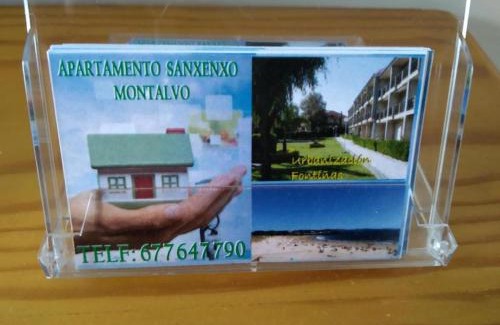 APARTAMENTO SANXENXO
MONTALVO
Urbanización
Fontiñas
TELF: 677647790